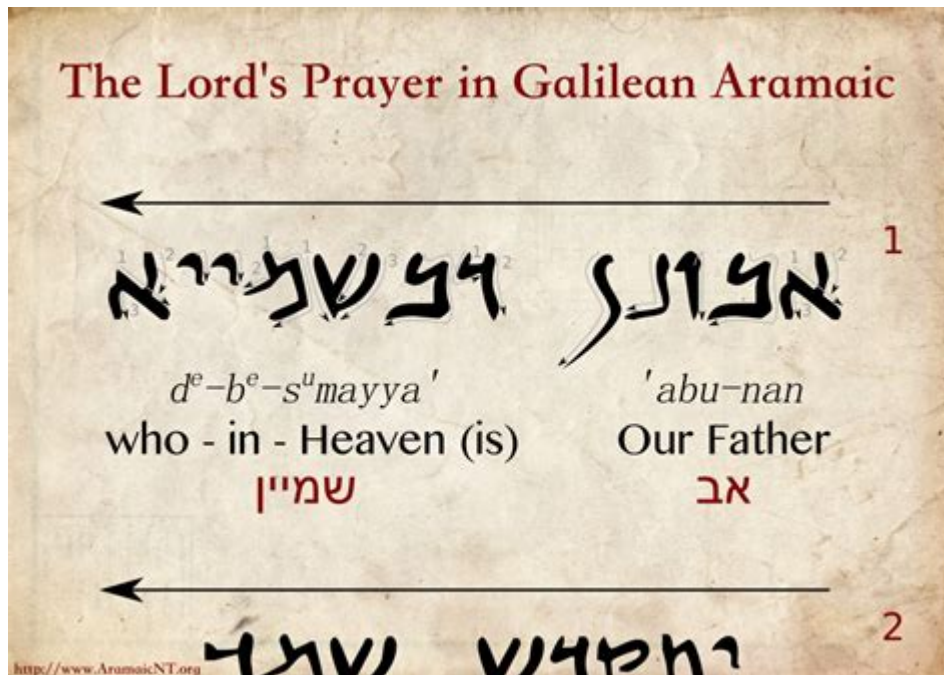 The Lord's Prayer in Galilean Aramaic
1
אבונן דבשמייא
dᵉ-bᵉ-sᵘmayya' 'abu-nan
who - in - Heaven (is) Our Father
אב שמיין
2
http://www.AramaicNT.org